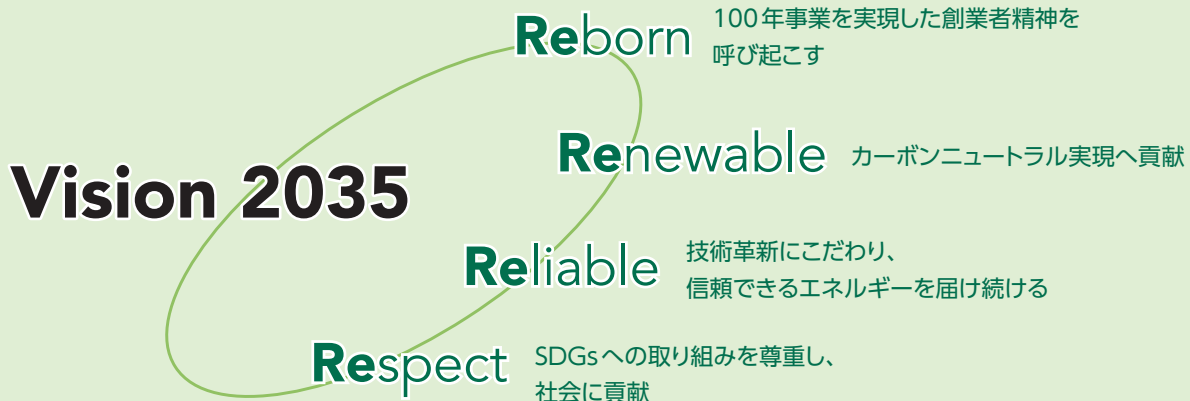 Vision 2035
Reborn
100年事業を実現した創業者精神を
呼び起こす
Renewable
カーボンニュートラル実現へ貢献
Reliable
技術革新にこだわり、
信頼できるエネルギーを届け続ける
Respect
SDGsへの取り組みを尊重し、
社会に貢献